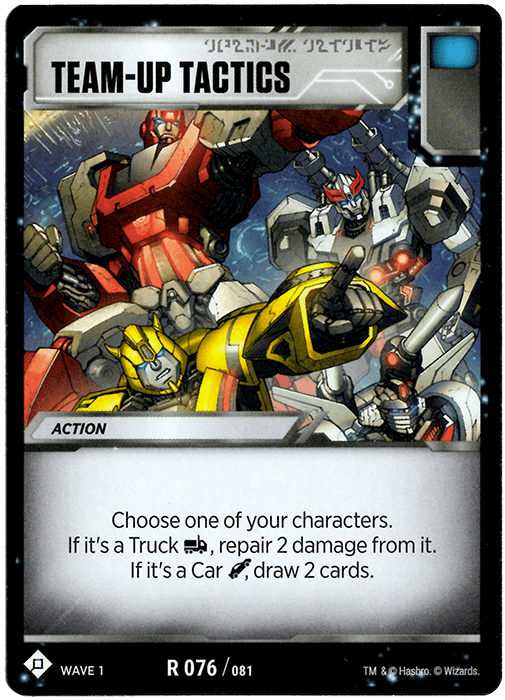 TEAM-UP TACTICS
ACTION
Choose one of your characters.
If it's a Truck, repair 2 damage from it.
If it's a Car, draw 2 cards.
WAVE 1
R 076 / 081
TM & © Hasbro. © Wizards.